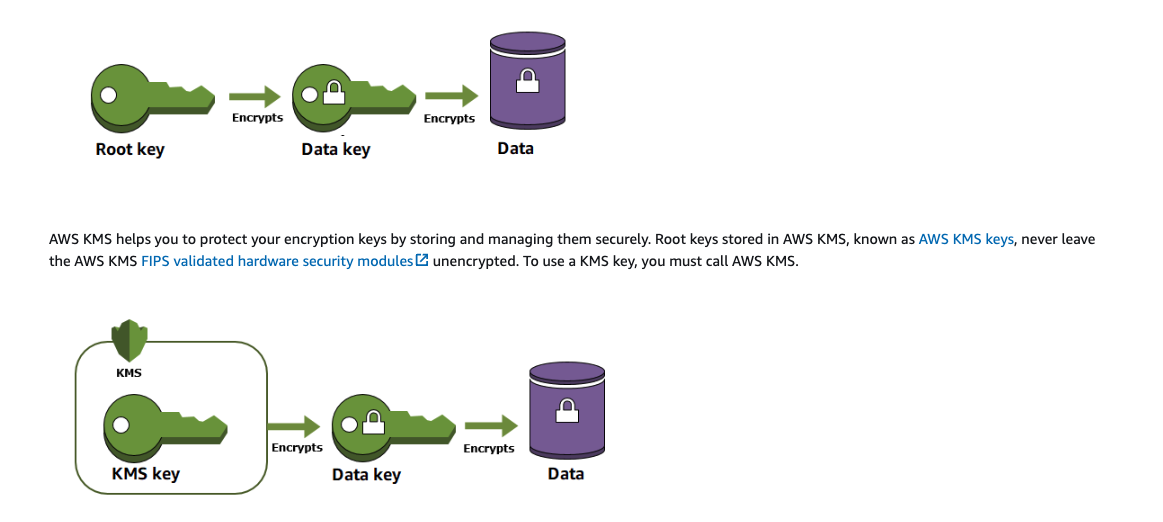 Encrypts
Encrypts
Root key
Data key
Data
AWS KMS helps you to protect your encryption keys by storing and managing them securely. Root keys stored in AWS KMS, known as AWS KMS keys, never leave
the AWS KMS FIPS validated hardware security modules unencrypted. To use a KMS key, you must call AWS KMS.
KMS
Encrypts
Encrypts
KMS key
Data key
Data